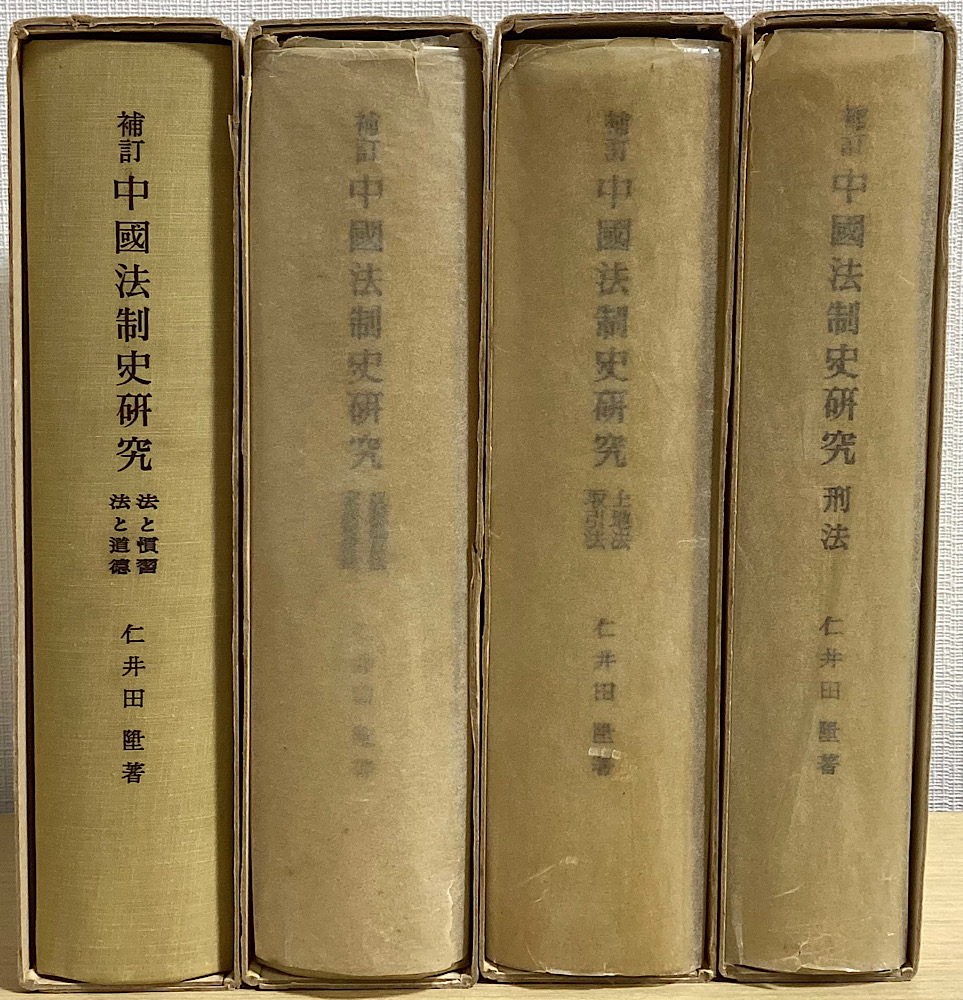 補訂
中國法制史研究
法と慣習
法と道德
仁井田陞著
補訂
中國法制史研究
補訂
中國法制史研究
土地法
取引法
仁井田陞著
補訂
中國法制史研究
刑法
仁井田陞著